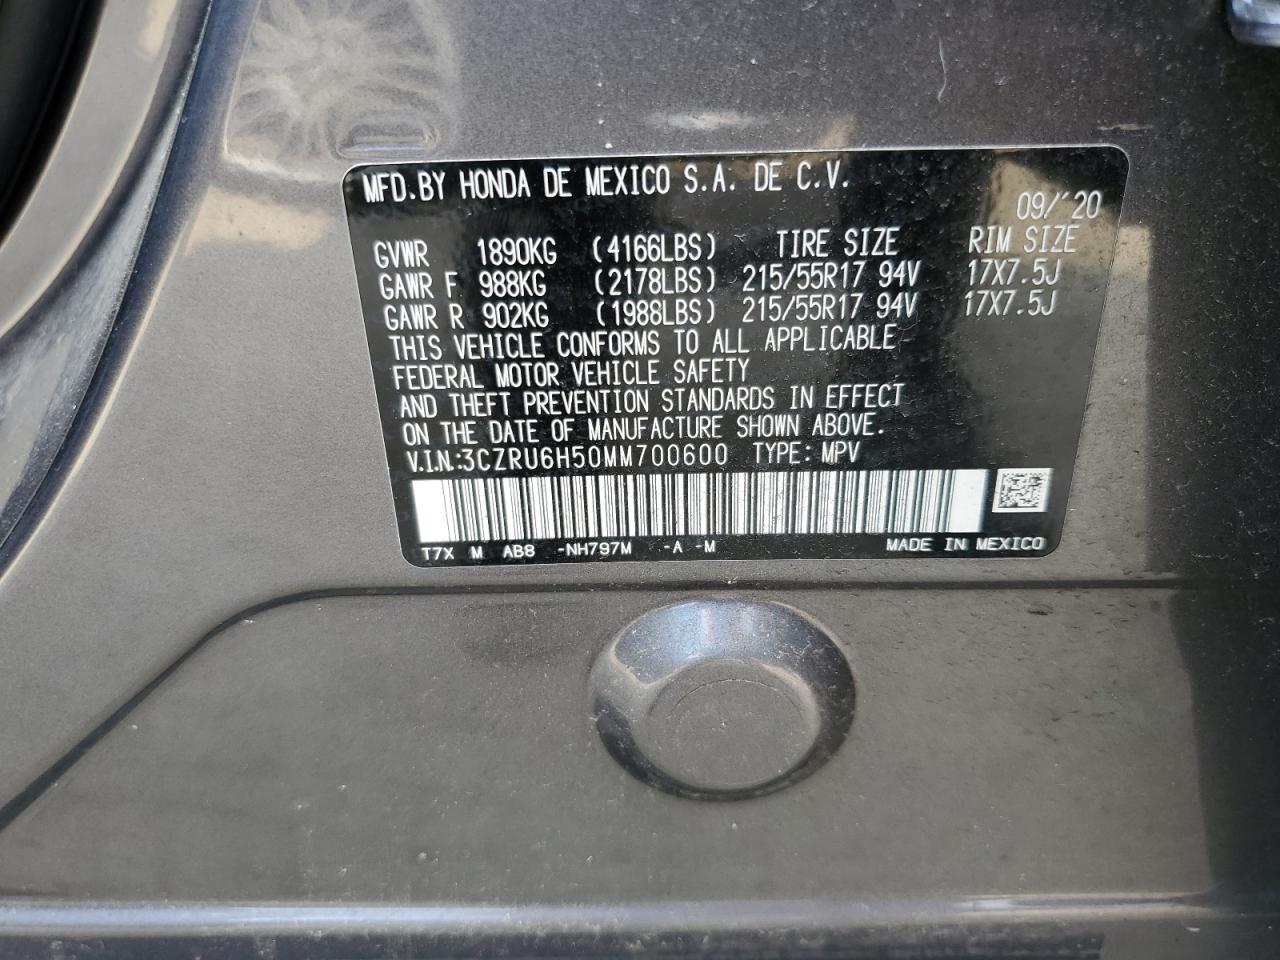 MFD.BY HONDA DE MEXICO S.A. DE C.V.
09/'20
GVWR 1890KG (4166LBS) TIRE SIZE RIM SIZE
GAWR F 988KG (2178LBS) 215/55R17 94V 17X7.5J
GAWR R 902KG (1988LBS) 215/55R17 94V 17X7.5J
THIS VEHICLE CONFORMS TO ALL APPLICABLE
FEDERAL MOTOR VEHICLE SAFETY
AND THEFT PREVENTION STANDARDS IN EFFECT
ON THE DATE OF MANUFACTURE SHOWN ABOVE.
V.I.N.:3CZRU6H50MM700600 TYPE: MPV
T7X M AB8 -NH797M -A -M MADE IN MEXICO